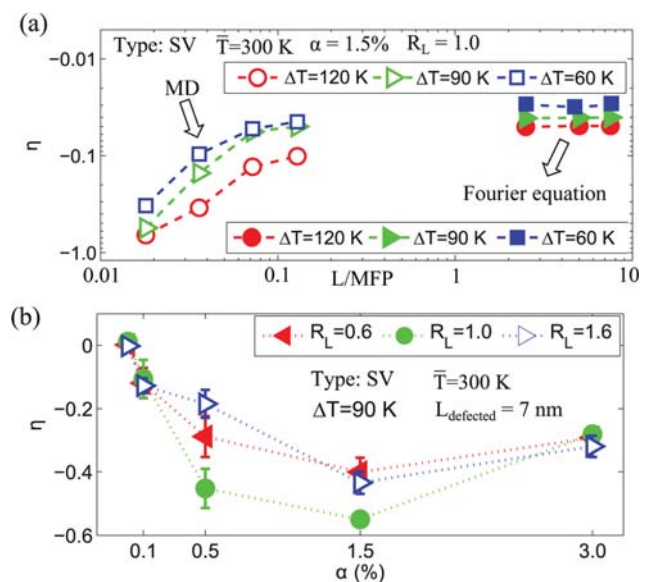 (a)
Type: SV T̅=300 K α = 1.5% R_L = 1.0
-0.01
ΔT=120 K ΔT=90 K ΔT=60 K
MD
η
-0.1
Fourier equation
ΔT=120 K ΔT=90 K ΔT=60 K
-1.0
0.01 0.1 1 10
L/MFP
(b)
0
R_L=0.6 R_L=1.0 R_L=1.6
Type: SV T̅=300 K
-0.2
ΔT=90 K L_defected = 7 nm
η
-0.4
-0.6
0.1 0.5 1.5 3.0
α (%)